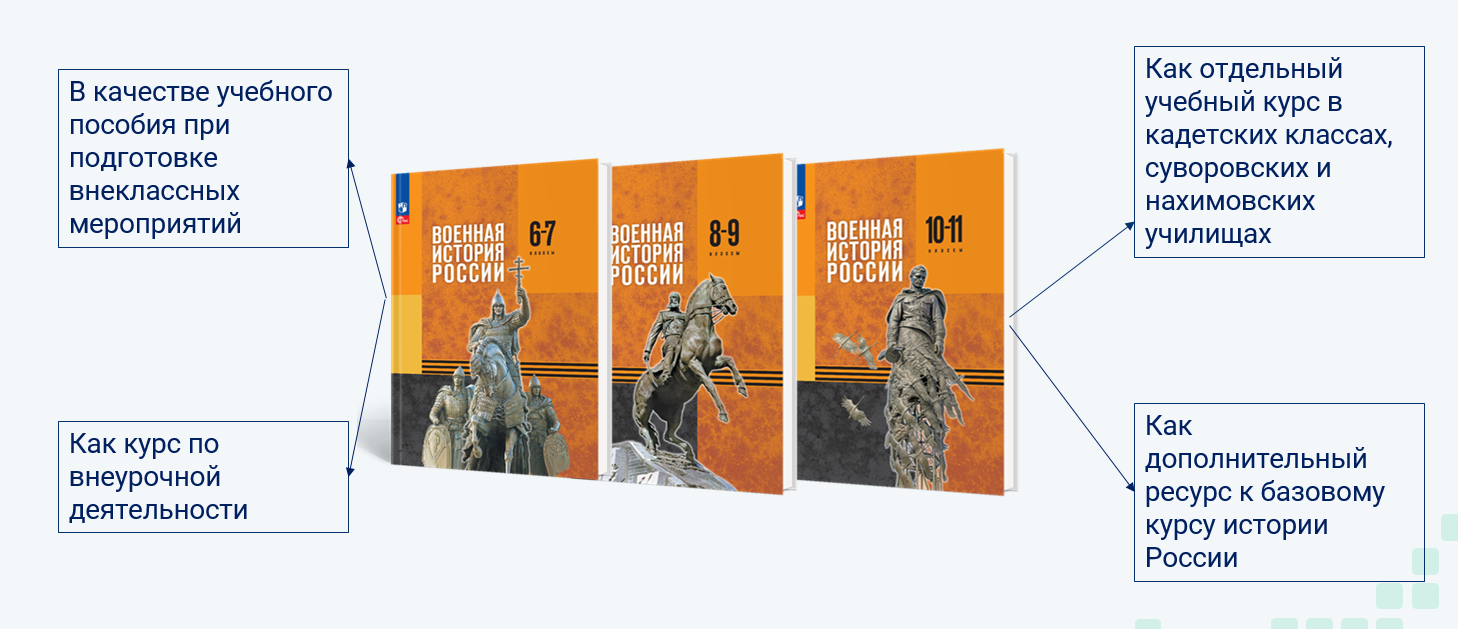 В качестве учебного
пособия при
подготовке
внеклассных
мероприятий
Как курс по
внеурочной
деятельности
ВОЕННАЯ
ИСТОРИЯ
РОССИИ
6-7
классы
ВОЕННАЯ
ИСТОРИЯ
РОССИИ
8-9
классы
ВОЕННАЯ
ИСТОРИЯ
РОССИИ
10-11
классы
Как отдельный
учебный курс в
кадетских классах,
суворовских и
нахимовских
училищах
Как
дополнительный
ресурс к базовому
курсу истории
России